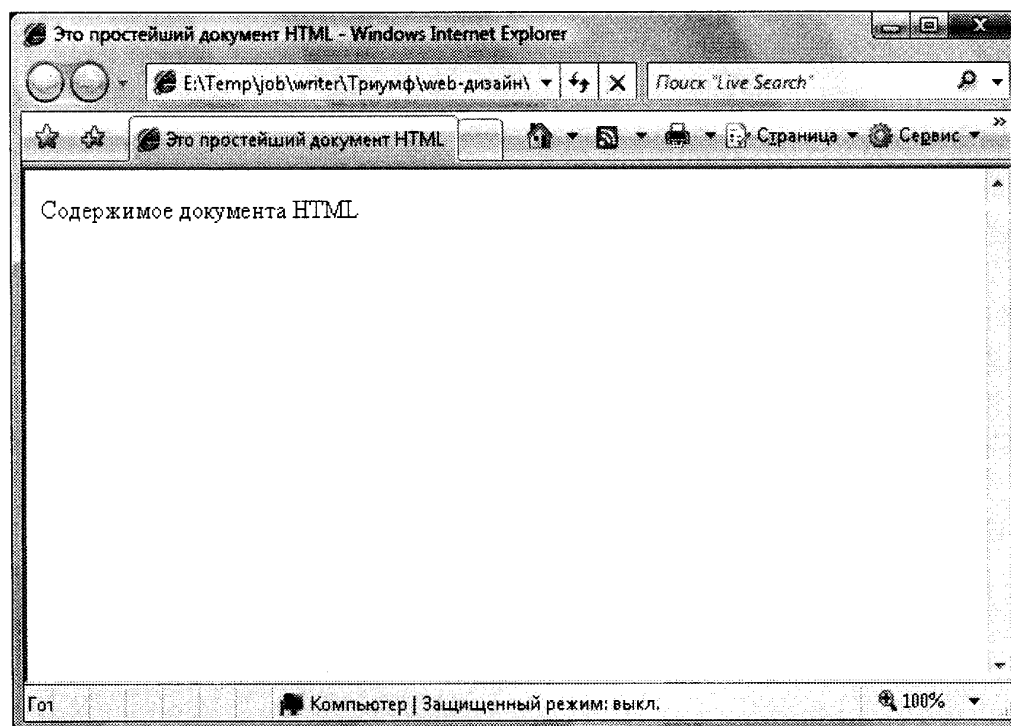 Это простейший документ HTML - Windows Internet Explorer
E:\Temp\job\writer\Триумф\web-дизайн\ Поиск "Live Search"
Это простейший документ HTML Страница Сервис »
Содержимое документа HTML
Гот Компьютер | Защищенный режим: выкл. 100%